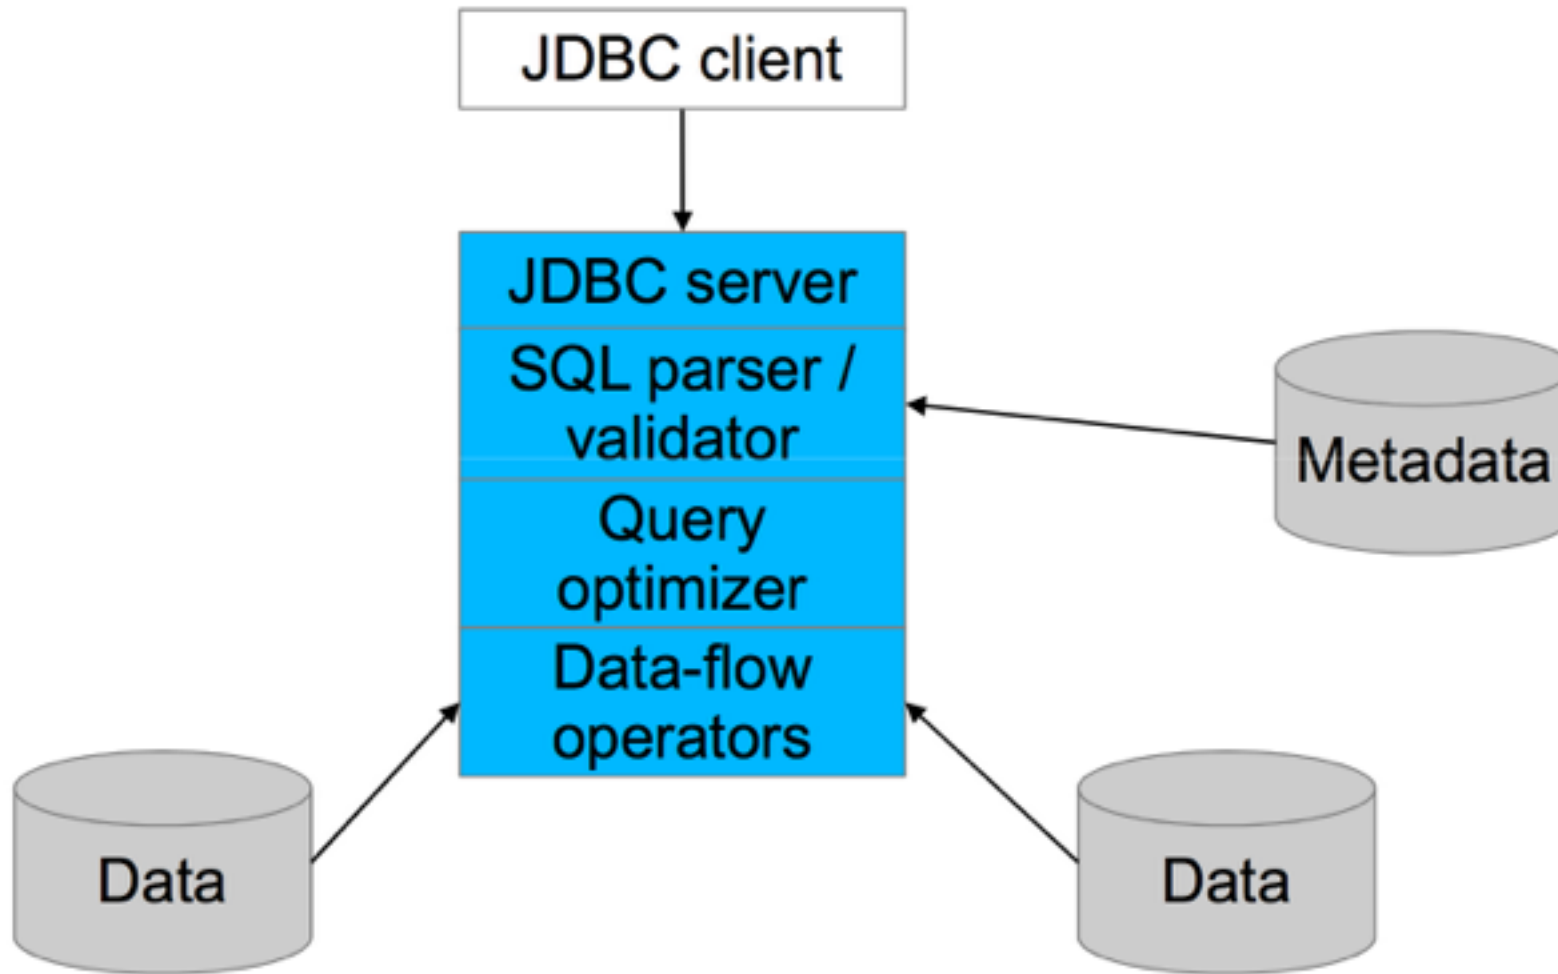 JDBC client
JDBC server
SQL parser /
validator
Metadata
Query
optimizer
Data-flow
operators
Data
Data